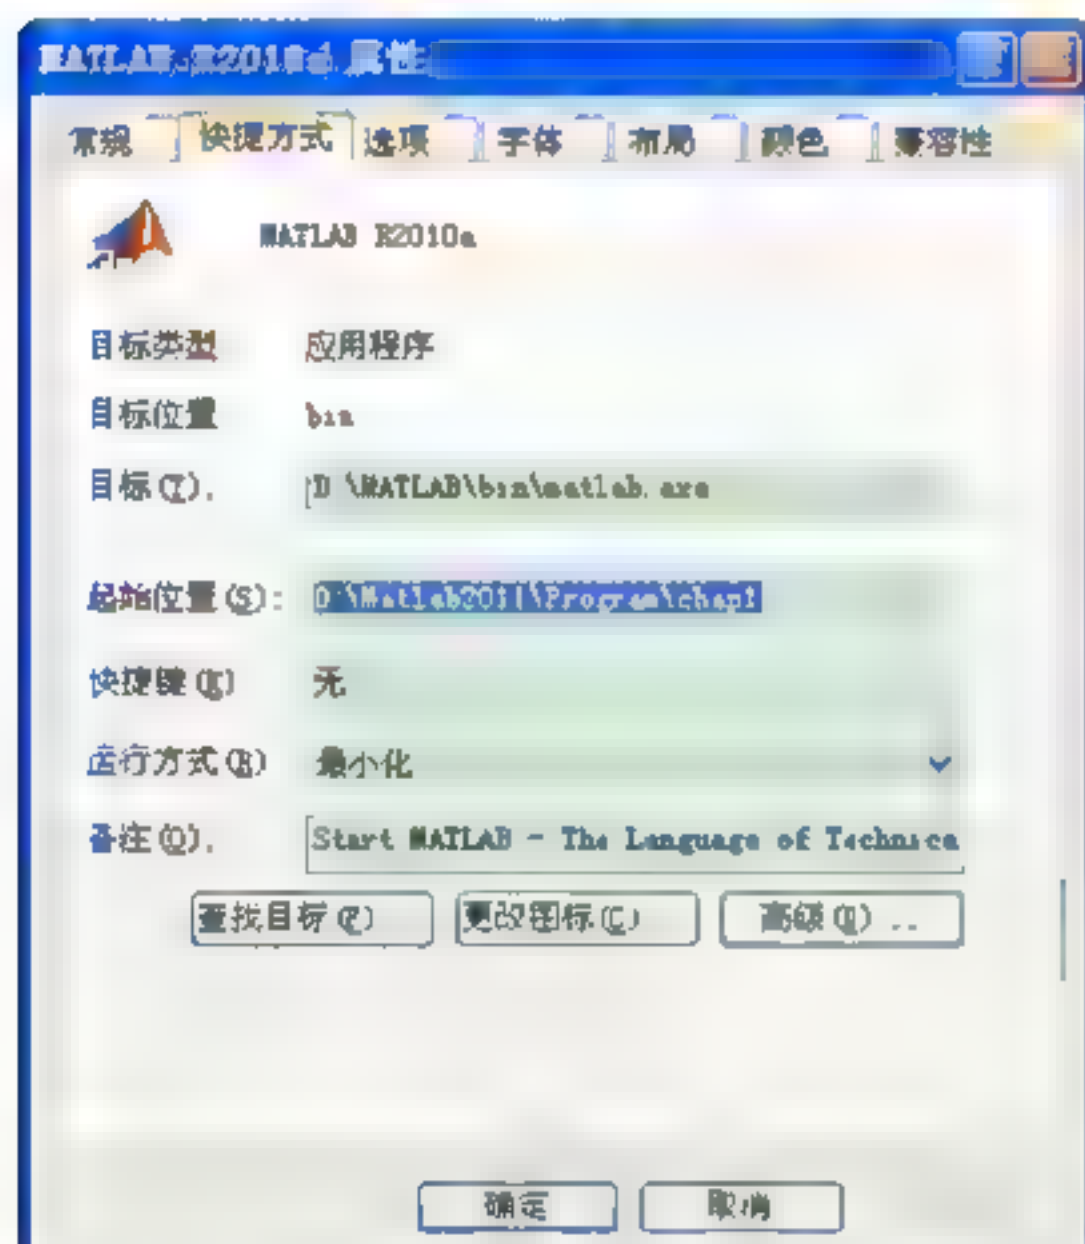 MATLAB R2010a 属性
常规 快捷方式 选项 字体 布局 颜色 兼容性
MATLAB R2010a
目标类型 应用程序
目标位置 bin
目标(T): D:\MATLAB\bin\matlab.exe
起始位置(S): D:\Matlab2011\Program\chap1
快捷键(K) 无
运行方式(R) 最小化
备注(O): Start MATLAB - The Language of Technica
查找目标(F) 更改图标(C) 高级(D)...
确定 取消